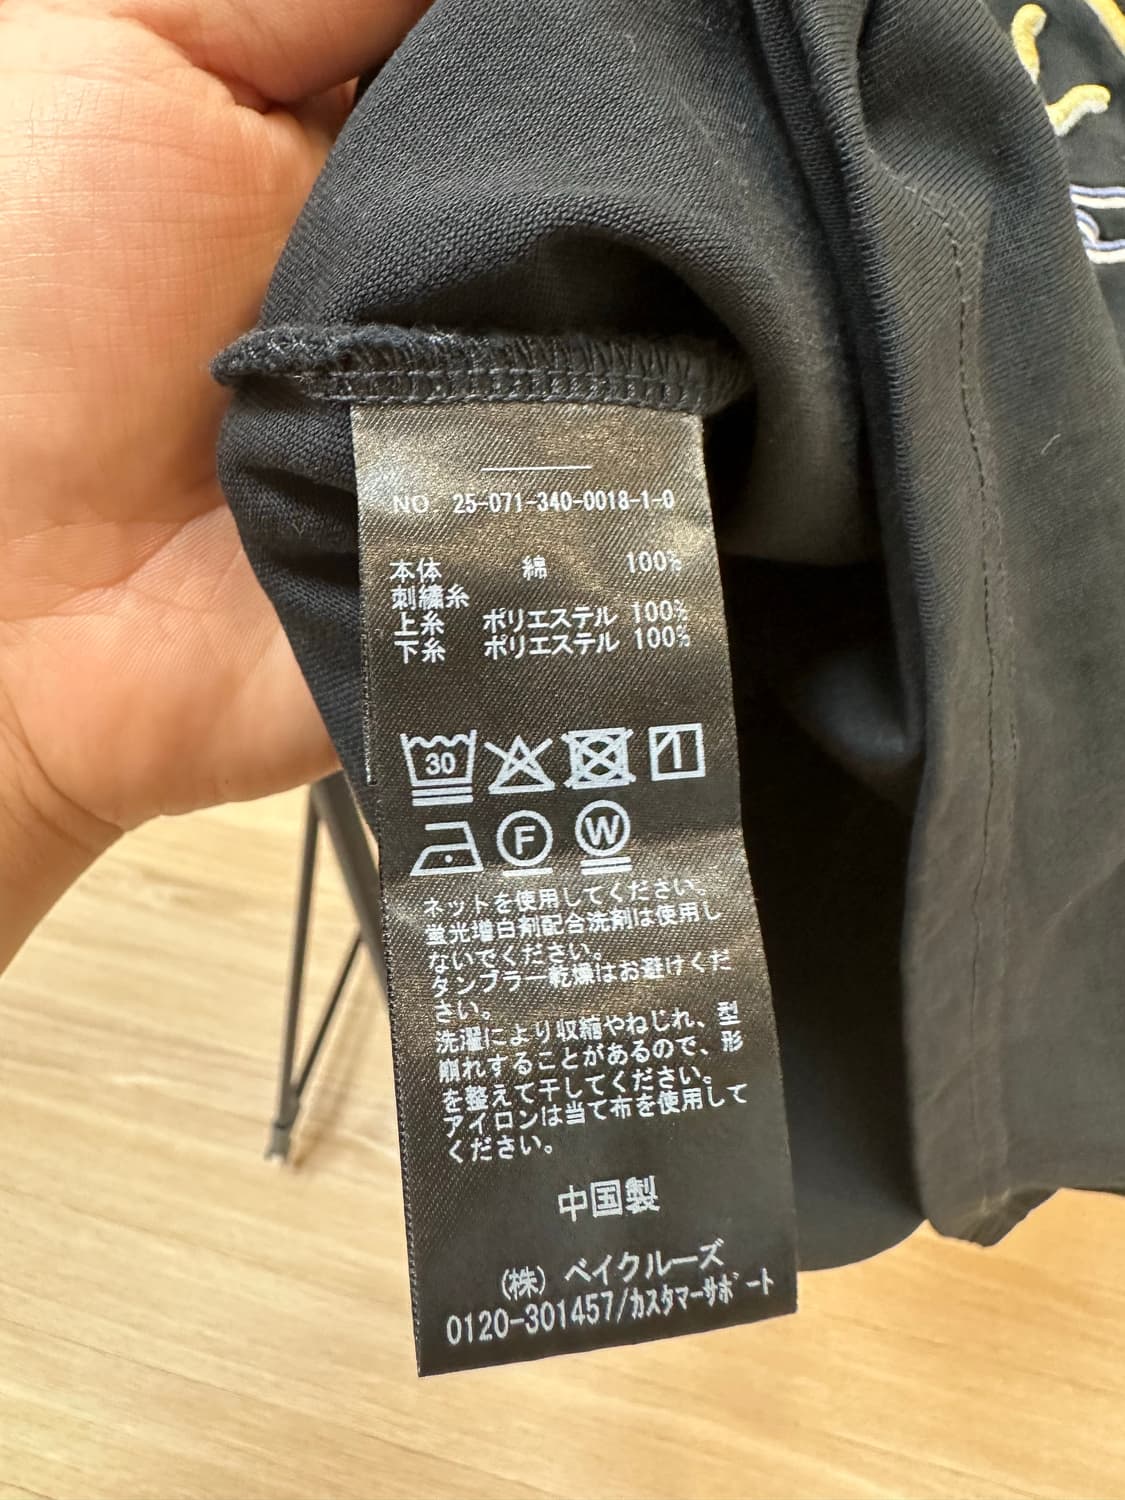 NO. 25-071-340-0018-1-0
本体 綿 100%
刺繍糸
上糸 ポリエステル 100%
下糸 ポリエステル 100%
30
F W
ネットを使用してください。
蛍光増白剤配合洗剤は使用し
ないでください。
タンブラー乾燥はお避けくだ
さい。
洗濯により収縮やねじれ、型
崩れすることがあるので、形
を整えて干してください。
アイロンは当て布を使用して
ください。
中国製
(株) ベイクルーズ
0120-301457/カスタマーサポート